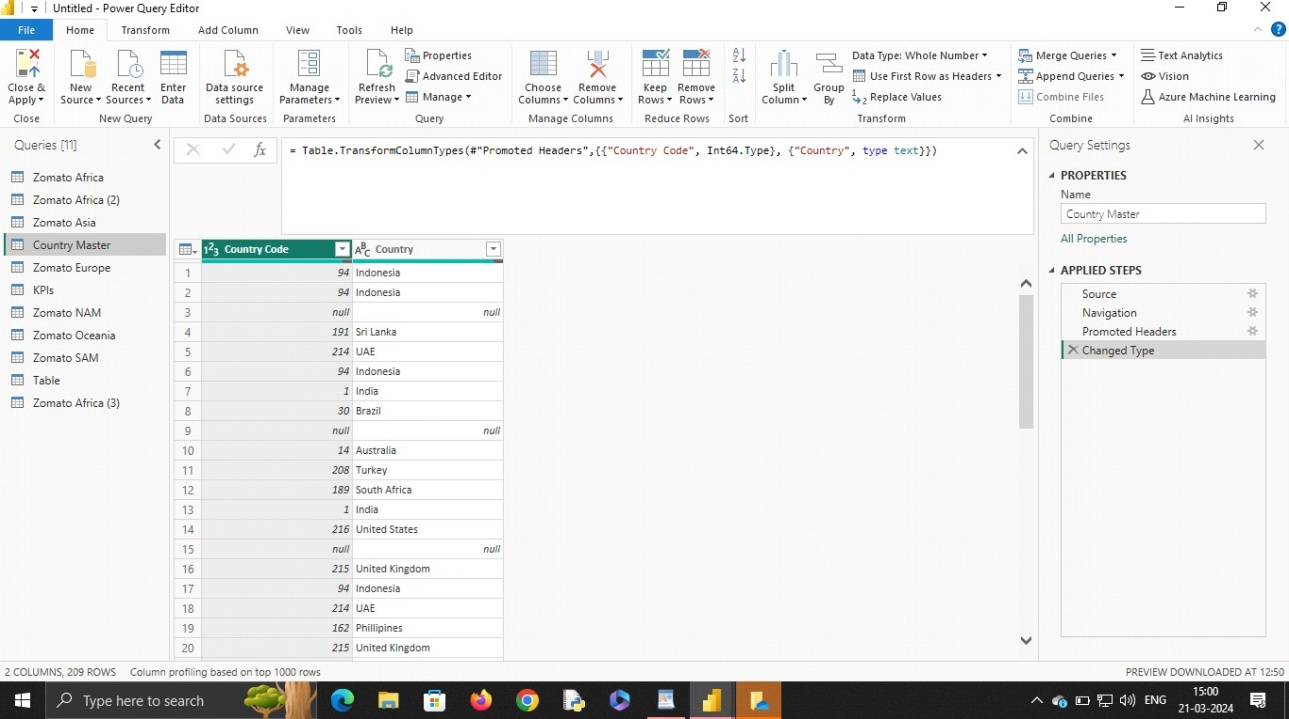 Untitled - Power Query Editor
File Home Transform Add Column View Tools Help
Close & Apply
New Source
Recent Sources
Enter Data
Data source settings
Manage Parameters
Refresh Preview
Properties
Advanced Editor
Manage
Choose Columns
Remove Columns
Keep Rows
Remove Rows
Split Column
Group By
Data Type: Whole Number
Use First Row as Headers
Replace Values
Merge Queries
Append Queries
Combine Files
Text Analytics
Vision
Azure Machine Learning
Close New Query Data Sources Parameters Query Manage Columns Reduce Rows Sort Transform Combine AI Insights
Queries [11]
Zomato Africa
Zomato Africa (2)
Zomato Asia
Country Master
Zomato Europe
KPIs
Zomato NAM
Zomato Oceania
Zomato SAM
Table
Zomato Africa (3)
fx = Table.TransformColumnTypes(#"Promoted Headers",{{"Country Code", Int64.Type}, {"Country", type text}})
123 Country Code ABC Country
1 94 Indonesia
2 94 Indonesia
3 null null
4 191 Sri Lanka
5 214 UAE
6 94 Indonesia
7 1 India
8 30 Brazil
9 null null
10 14 Australia
11 208 Turkey
12 189 South Africa
13 1 India
14 216 United States
15 null null
16 215 United Kingdom
17 94 Indonesia
18 214 UAE
19 162 Phillipines
20 215 United Kingdom
Query Settings
PROPERTIES
Name
Country Master
All Properties
APPLIED STEPS
Source
Navigation
Promoted Headers
Changed Type
2 COLUMNS, 209 ROWS Column profiling based on top 1000 rows PREVIEW DOWNLOADED AT 12:50
Type here to search
ENG
15:00
21-03-2024